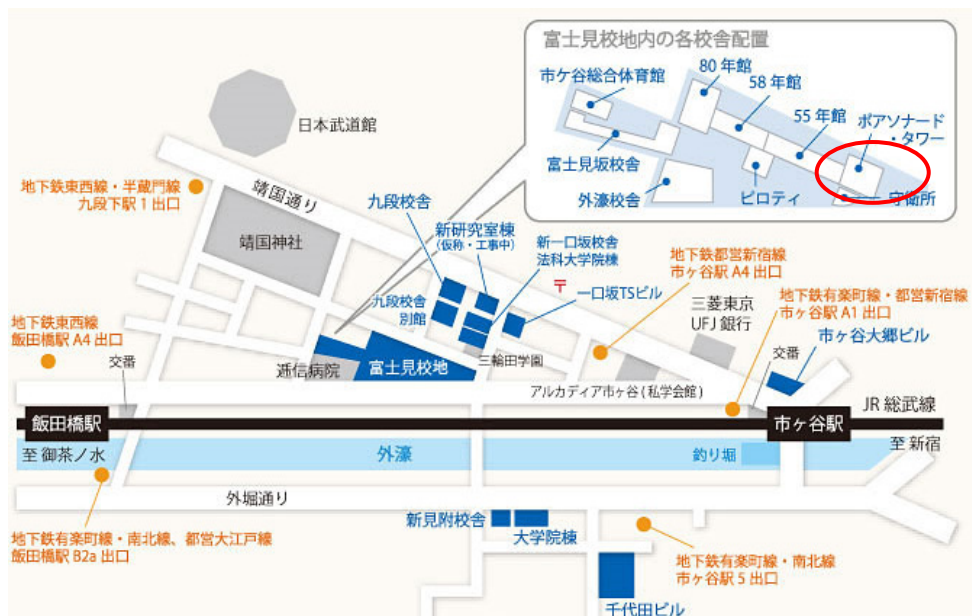 富士見校地内の各校舎配置
市ケ谷総合体育館
80 年館
58 年館
55 年館
ボアソナード
・タワー
富士見坂校舎
外濠校舎
ピロティ
守衛所
日本武道館
地下鉄東西線・半蔵門線
九段下駅 1 出口
靖国通り
靖国神社
九段校舎
新研究室棟
(仮称・工事中)
新一口坂校舎
法科大学院棟
〒
一口坂TSビル
地下鉄都営新宿線
市ヶ谷駅 A4 出口
三菱東京
UFJ 銀行
地下鉄有楽町線・都営新宿線
市ヶ谷駅 A1 出口
九段校舎
別館
市ヶ谷大郷ビル
地下鉄東西線
飯田橋駅 A4 出口
交番
逓信病院
富士見校地
三輪田学園
交番
アルカディア市ヶ谷 (私学会館)
JR 総武線
飯田橋駅
市ヶ谷駅
至 御茶ノ水
外濠
釣り堀
至 新宿
外堀通り
新見附校舎
大学院棟
地下鉄有楽町線・南北線、都営大江戸線
飯田橋駅 B2a 出口
地下鉄有楽町線・南北線
市ヶ谷駅 5 出口
千代田ビル